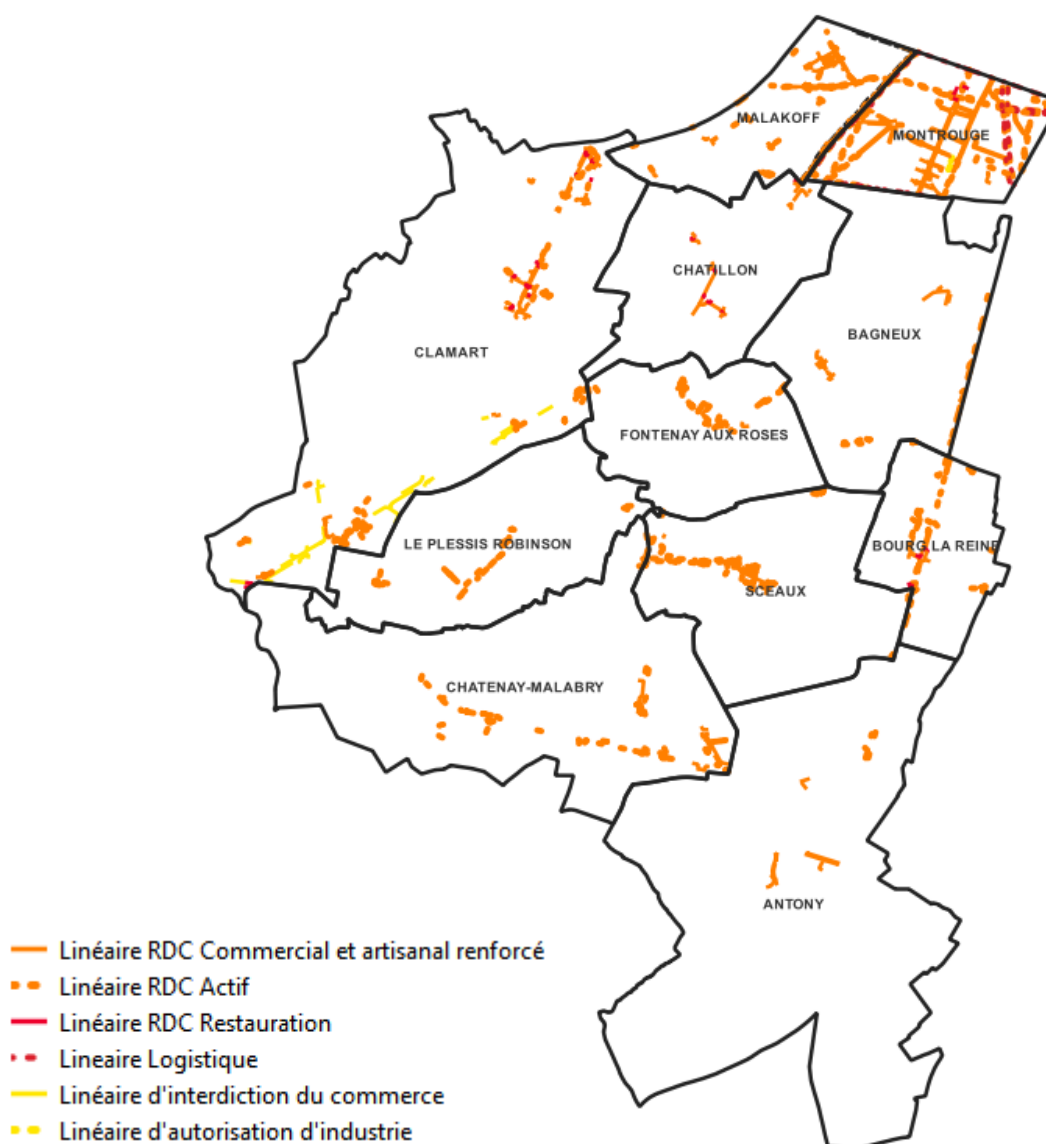 MALAKOFF
MONTROUGE
CHATILLON
BAGNEUX
CLAMART
FONTENAY AUX ROSES
LE PLESSIS ROBINSON
BOURG LA REINE
SCEAUX
CHATENAY-MALABRY
ANTONY
Linéaire RDC Commercial et artisanal renforcé
Linéaire RDC Actif
Linéaire RDC Restauration
Lineaire Logistique
Linéaire d'interdiction du commerce
Linéaire d'autorisation d'industrie